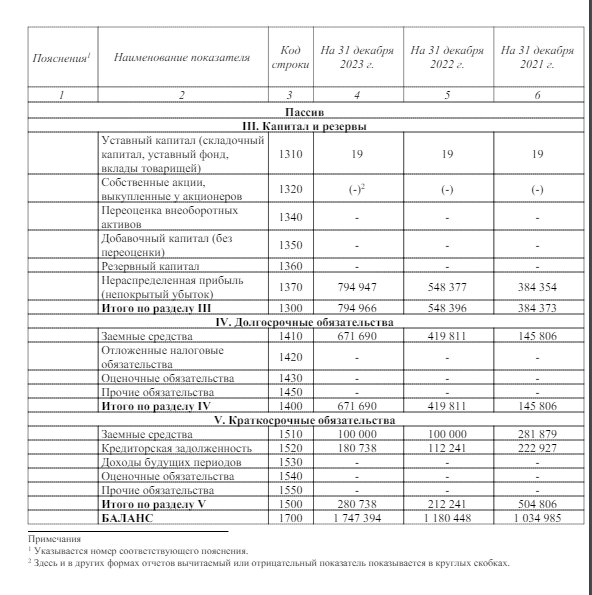 Пояснения¹ Наименование показателя Код строки На 31 декабря 2023 г. На 31 декабря 2022 г. На 31 декабря 2021 г.
1 2 3 4 5 6
Пассив
III. Капитал и резервы
Уставный капитал (складочный
капитал, уставный фонд, 1310 19 19 19
вклады товарищей)
Собственные акции,
выкупленные у акционеров 1320 (-)² (-) (-)
Переоценка внеоборотных
активов 1340 - - -
Добавочный капитал (без
переоценки) 1350 - - -
Резервный капитал 1360 - - -
Нераспределенная прибыль
(непокрытый убыток) 1370 794 947 548 377 384 354
Итого по разделу III 1300 794 966 548 396 384 373
IV. Долгосрочные обязательства
Заемные средства 1410 671 690 419 811 145 806
Отложенные налоговые
обязательства 1420 - - -
Оценочные обязательства 1430 - - -
Прочие обязательства 1450 - - -
Итого по разделу IV 1400 671 690 419 811 145 806
V. Краткосрочные обязательства
Заемные средства 1510 100 000 100 000 281 879
Кредиторская задолженность 1520 180 738 112 241 222 927
Доходы будущих периодов 1530 - - -
Оценочные обязательства 1540 - - -
Прочие обязательства 1550 - - -
Итого по разделу V 1500 280 738 212 241 504 806
БАЛАНС 1700 1 747 394 1 180 448 1 034 985
Примечания
¹ Указывается номер соответствующего пояснения.
² Здесь и в других формах отчетов вычитаемый или отрицательный показатель показывается в круглых скобках.